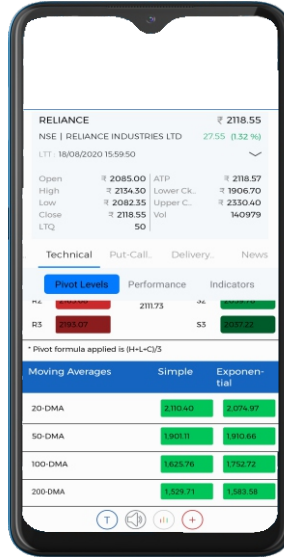 RELIANCE ₹ 2118.55
NSE | RELIANCE INDUSTRIES LTD 27.55 (1.32 %)
LTT : 18/08/2020 15:59:50
Open ₹ 2085.00 ATP ₹ 2118.57
High ₹ 2134.30 Lower Ck.. ₹ 1906.70
Low ₹ 2082.35 Upper C.. ₹ 2330.40
Close ₹ 2118.55 Vol 140979
LTQ 50
Technical Put-Call.. Delivery.. News
Pivot Levels Performance Indicators
R2 2111.73 S2
R3 2193.07 S3 2037.22
* Pivot formula applied is (H+L+C)/3
Moving Averages Simple Exponen-
tial
20-DMA 2,110.40 2,074.97
50-DMA 1,901.11 1,910.66
100-DMA 1,625.76 1,752.72
200-DMA 1,529.71 1,583.58
T